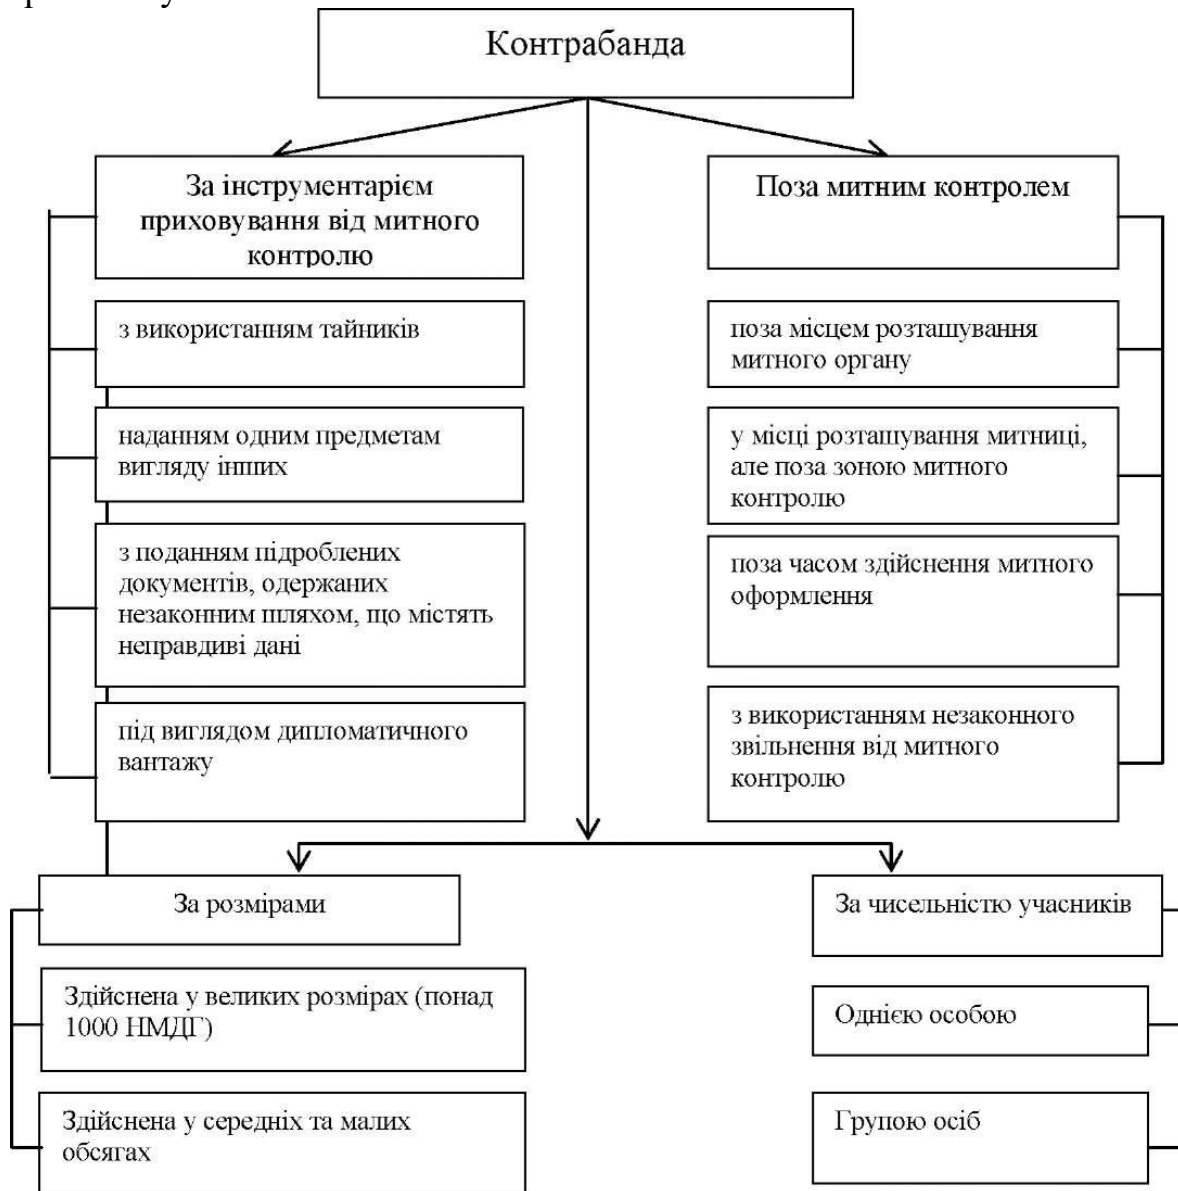 Контрабанда
За інструментарієм
приховування від митного
контролю
з використанням тайників
наданням одним предметам
вигляду інших
з поданням підроблених
документів, одержаних
незаконним шляхом, що містять
неправдиві дані
під виглядом дипломатичного
вантажу
Поза митним контролем
поза місцем розташування
митного органу
у місці розташування митниці,
але поза зоною митного
контролю
поза часом здійснення митного
оформлення
з використанням незаконного
звільнення від митного
контролю
За розмірами
Здійснена у великих розмірах (понад
1000 НМДГ)
Здійснена у середніх та малих
обсягах
За чисельністю учасників
Однією особою
Групою осіб